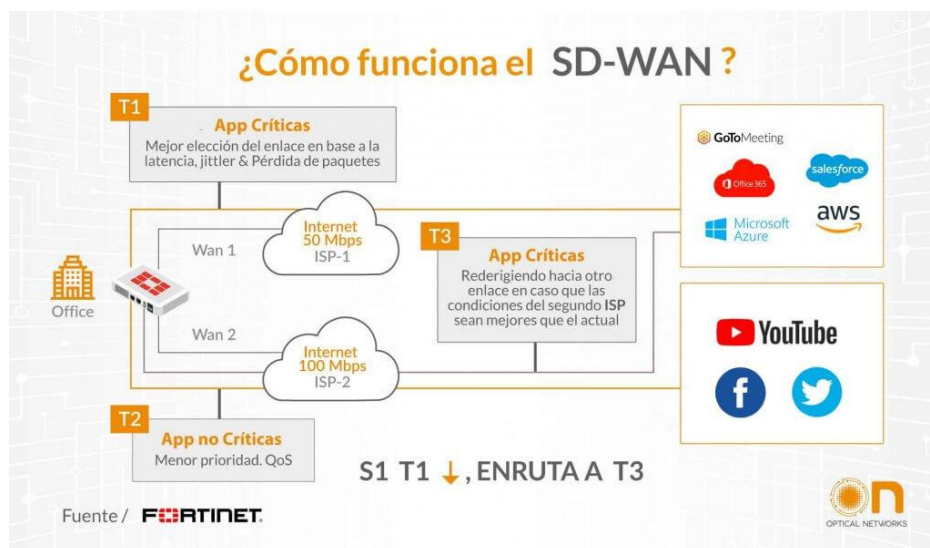 ¿Cómo funciona el SD-WAN ?
T1
App Críticas
Mejor elección del enlace en base a la
latencia, jittler & Pérdida de paquetes
GoToMeeting
Office 365
salesforce
Microsoft
Azure
aws
Internet
50 Mbps
ISP-1
Wan 1
T3
App Críticas
Rederigiendo hacia otro
enlace en caso que las
condiciones del segundo ISP
sean mejores que el actual
Office
Wan 2
Internet
100 Mbps
ISP-2
YouTube
T2
App no Críticas
Menor prioridad. QoS
S1 T1 ↓, ENRUTA A T3
Fuente / FORTINET.
On
OPTICAL NETWORKS